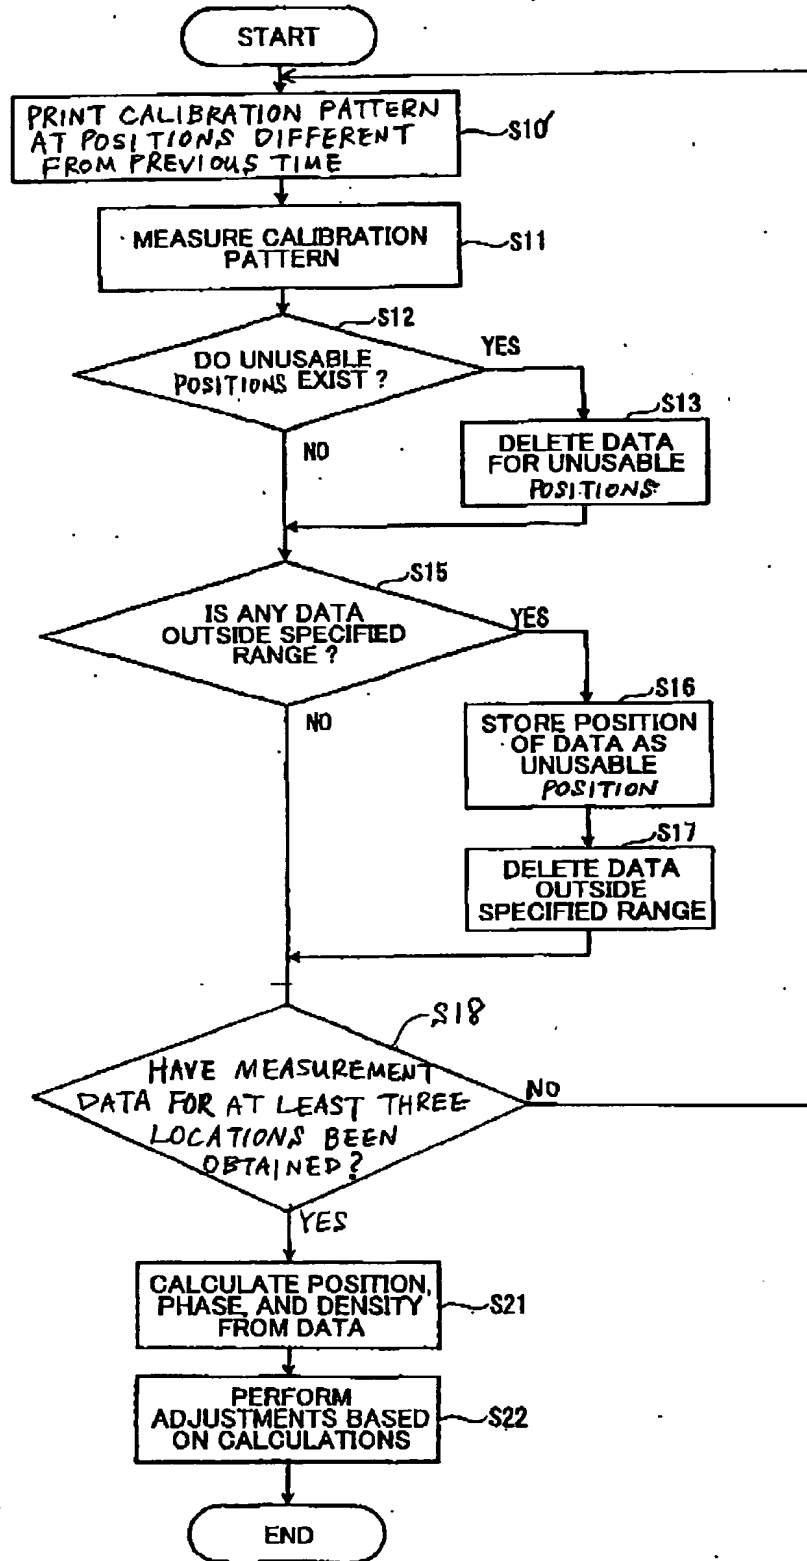 START
PRINT CALIBRATION PATTERN
AT POSITIONS DIFFERENT
FROM PREVIOUS TIME
S10'
MEASURE CALIBRATION
PATTERN
S11
S12
DO UNUSABLE
POSITIONS EXIST?
YES
NO
S13
DELETE DATA
FOR UNUSABLE
POSITIONS
S15
IS ANY DATA
OUTSIDE SPECIFIED
RANGE?
YES
NO
S16
STORE POSITION
OF DATA AS
UNUSABLE
POSITION
S17
DELETE DATA
OUTSIDE
SPECIFIED RANGE
S18
HAVE MEASUREMENT
DATA FOR AT LEAST THREE
LOCATIONS BEEN
OBTAINED?
NO
YES
CALCULATE POSITION,
PHASE, AND DENSITY
FROM DATA
S21
PERFORM
ADJUSTMENTS BASED
ON CALCULATIONS
S22
END